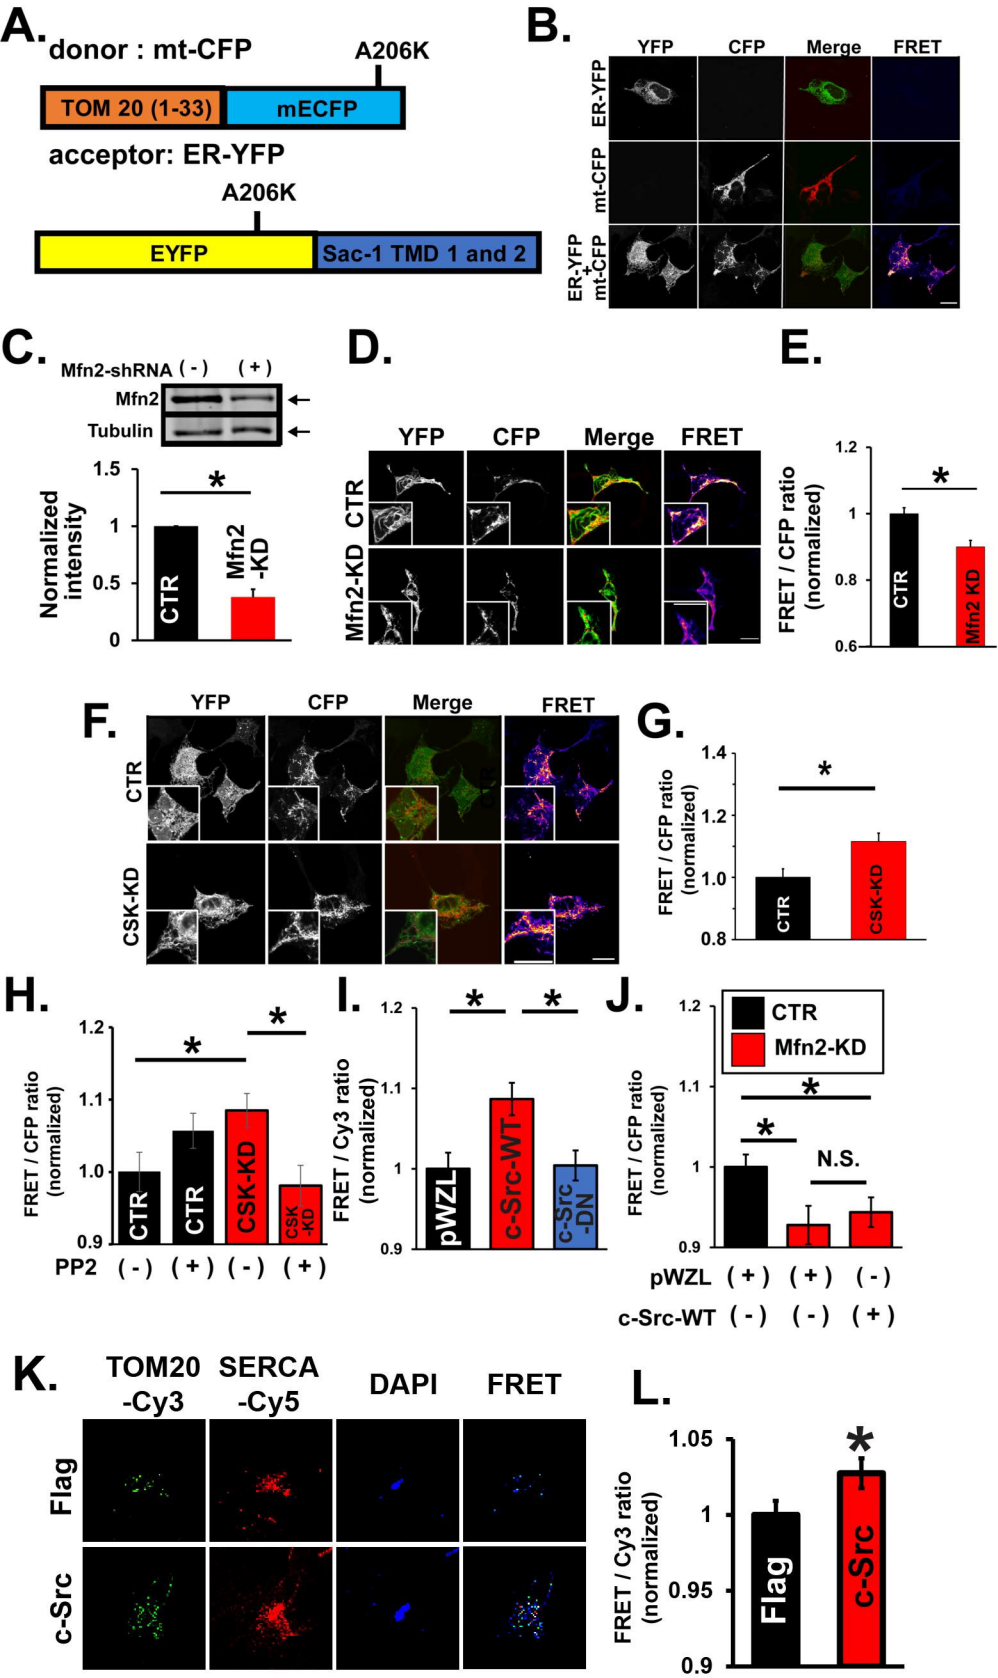 A.
donor : mt-CFP
A206K
TOM 20 (1-33)
mECFP
acceptor: ER-YFP
A206K
EYFP
Sac-1 TMD 1 and 2
B.
YFP CFP Merge FRET
ER-YFP
mt-CFP
ER-YFP
+
mt-CFP
C.
Mfn2-shRNA ( - ) ( + )
Mfn2
Tubulin
Normalized
intensity
1.5
1
0.5
0
*
CTR
Mfn2
-KD
D.
YFP CFP Merge FRET
CTR
Mfn2-KD
E.
FRET / CFP ratio
(normalized)
1.2
1
0.8
0.6
*
CTR
Mfn2 KD
F.
YFP CFP Merge FRET
CTR
CTR
CSK-KD
G.
FRET / CFP ratio
(normalized)
1.4
1.2
1.0
0.8
*
CTR
CSK-KD
H.
FRET / CFP ratio
(normalized)
1.2
1.1
1.0
0.9
*
*
CTR
CTR
CSK-KD
CSK
-KD
PP2 ( - ) ( + ) ( - ) ( + )
I.
FRET / Cy3 ratio
(normalized)
1.2
1.1
1
0.9
*
*
pWZL
c-Src-WT
c-Src
-DN
J.
CTR
Mfn2-KD
FRET / CFP ratio
(normalized)
1.2
1.1
1
0.9
*
*
N.S.
pWZL ( + ) ( + ) ( - )
c-Src-WT ( - ) ( - ) ( + )
K.
TOM20
-Cy3
SERCA
-Cy5
DAPI
FRET
Flag
c-Src
L.
FRET / Cy3 ratio
(normalized)
1.05
1
0.95
0.9
*
Flag
c-Src